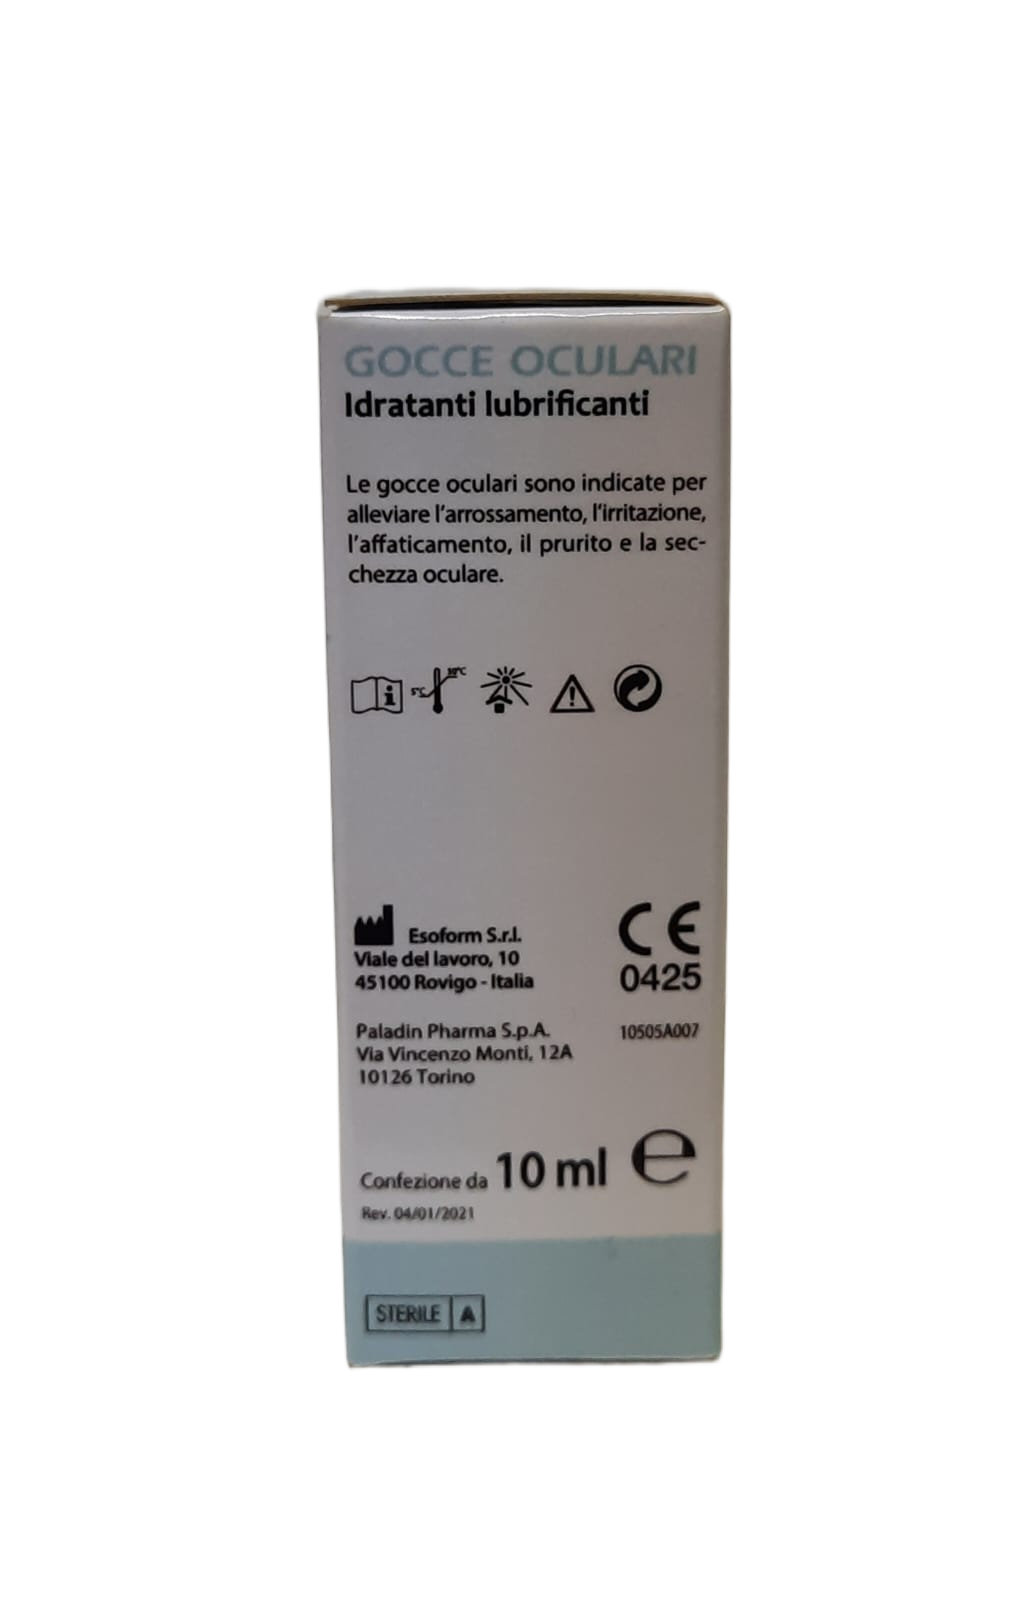 GOCCE OCULARI
Idratanti lubrificanti
Le gocce oculari sono indicate per
alleviare l'arrossamento, l'irritazione,
l'affaticamento, il prurito e la sec-
chezza oculare.
5°C 30°C
Esoform S.r.l.
Viale del lavoro, 10
45100 Rovigo - Italia
CE
0425
Paladin Pharma S.p.A.
Via Vincenzo Monti, 12A
10126 Torino
10505A007
Confezione da 10 ml e
Rev. 04/01/2021
STERILE A